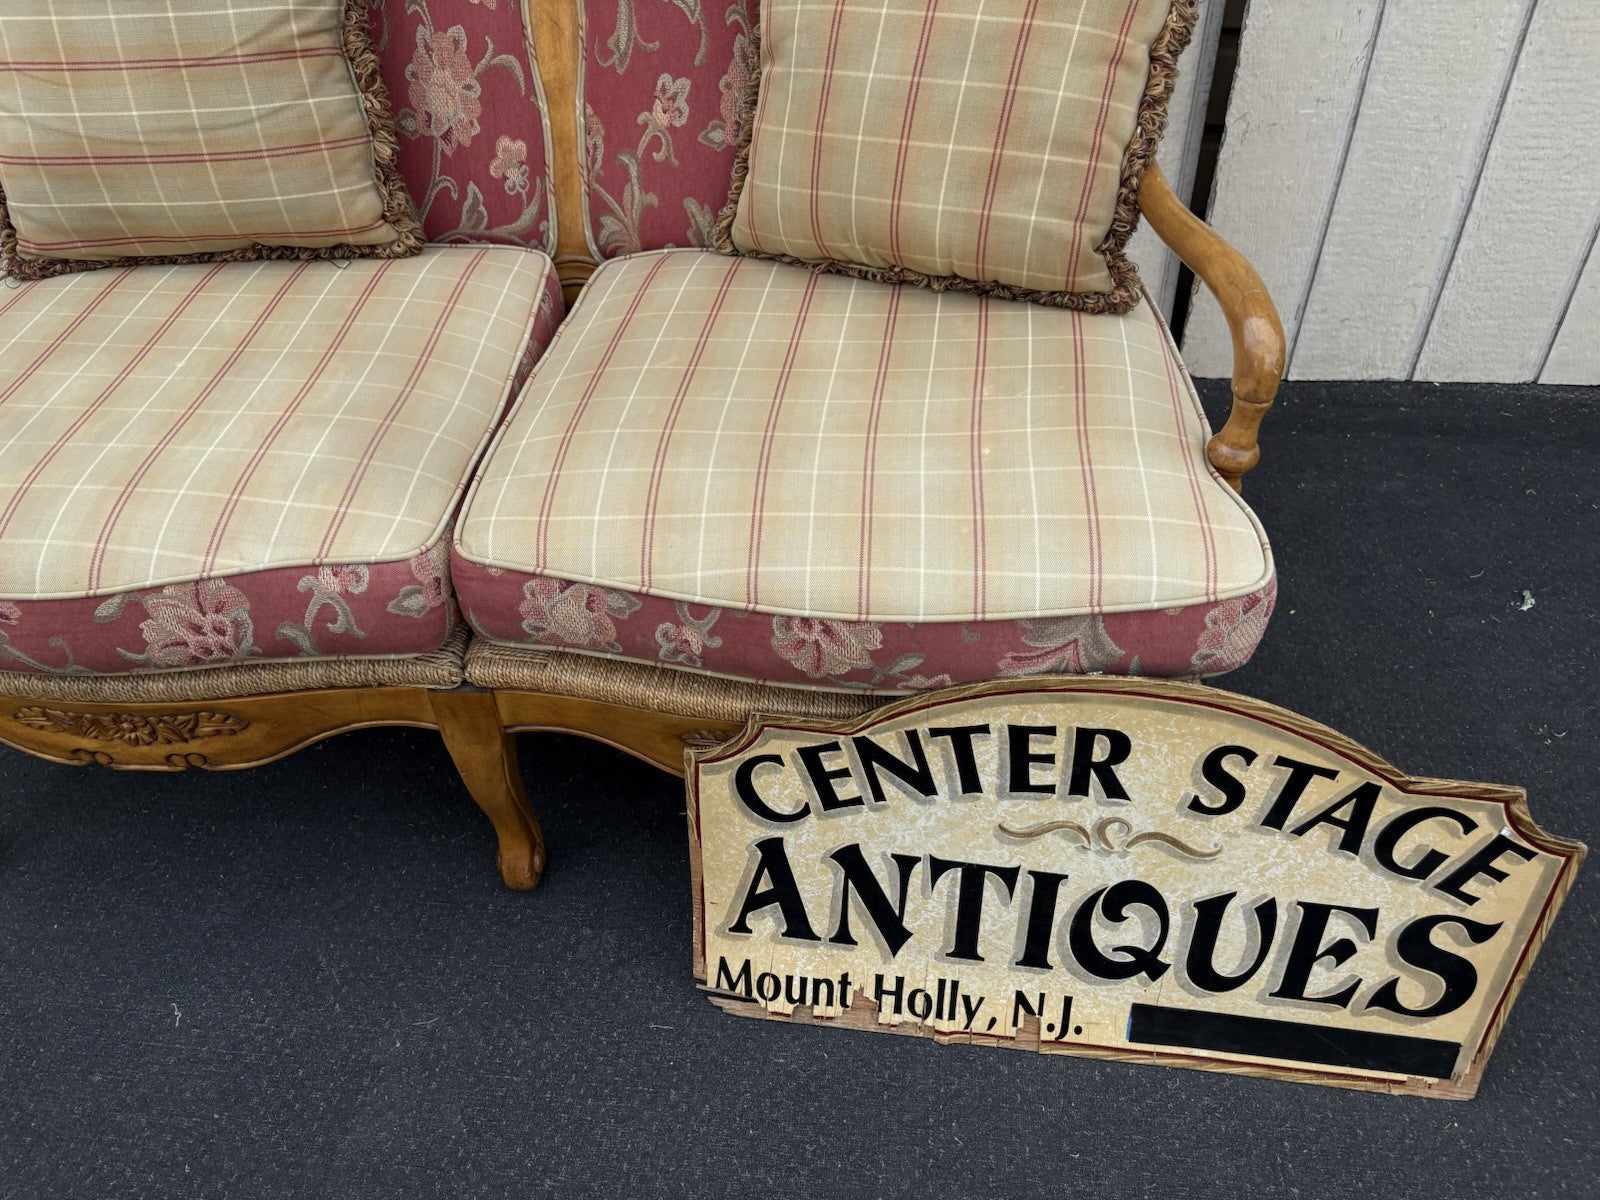 CENTER STAGE
ANTIQUES
Mount Holly, N.J.